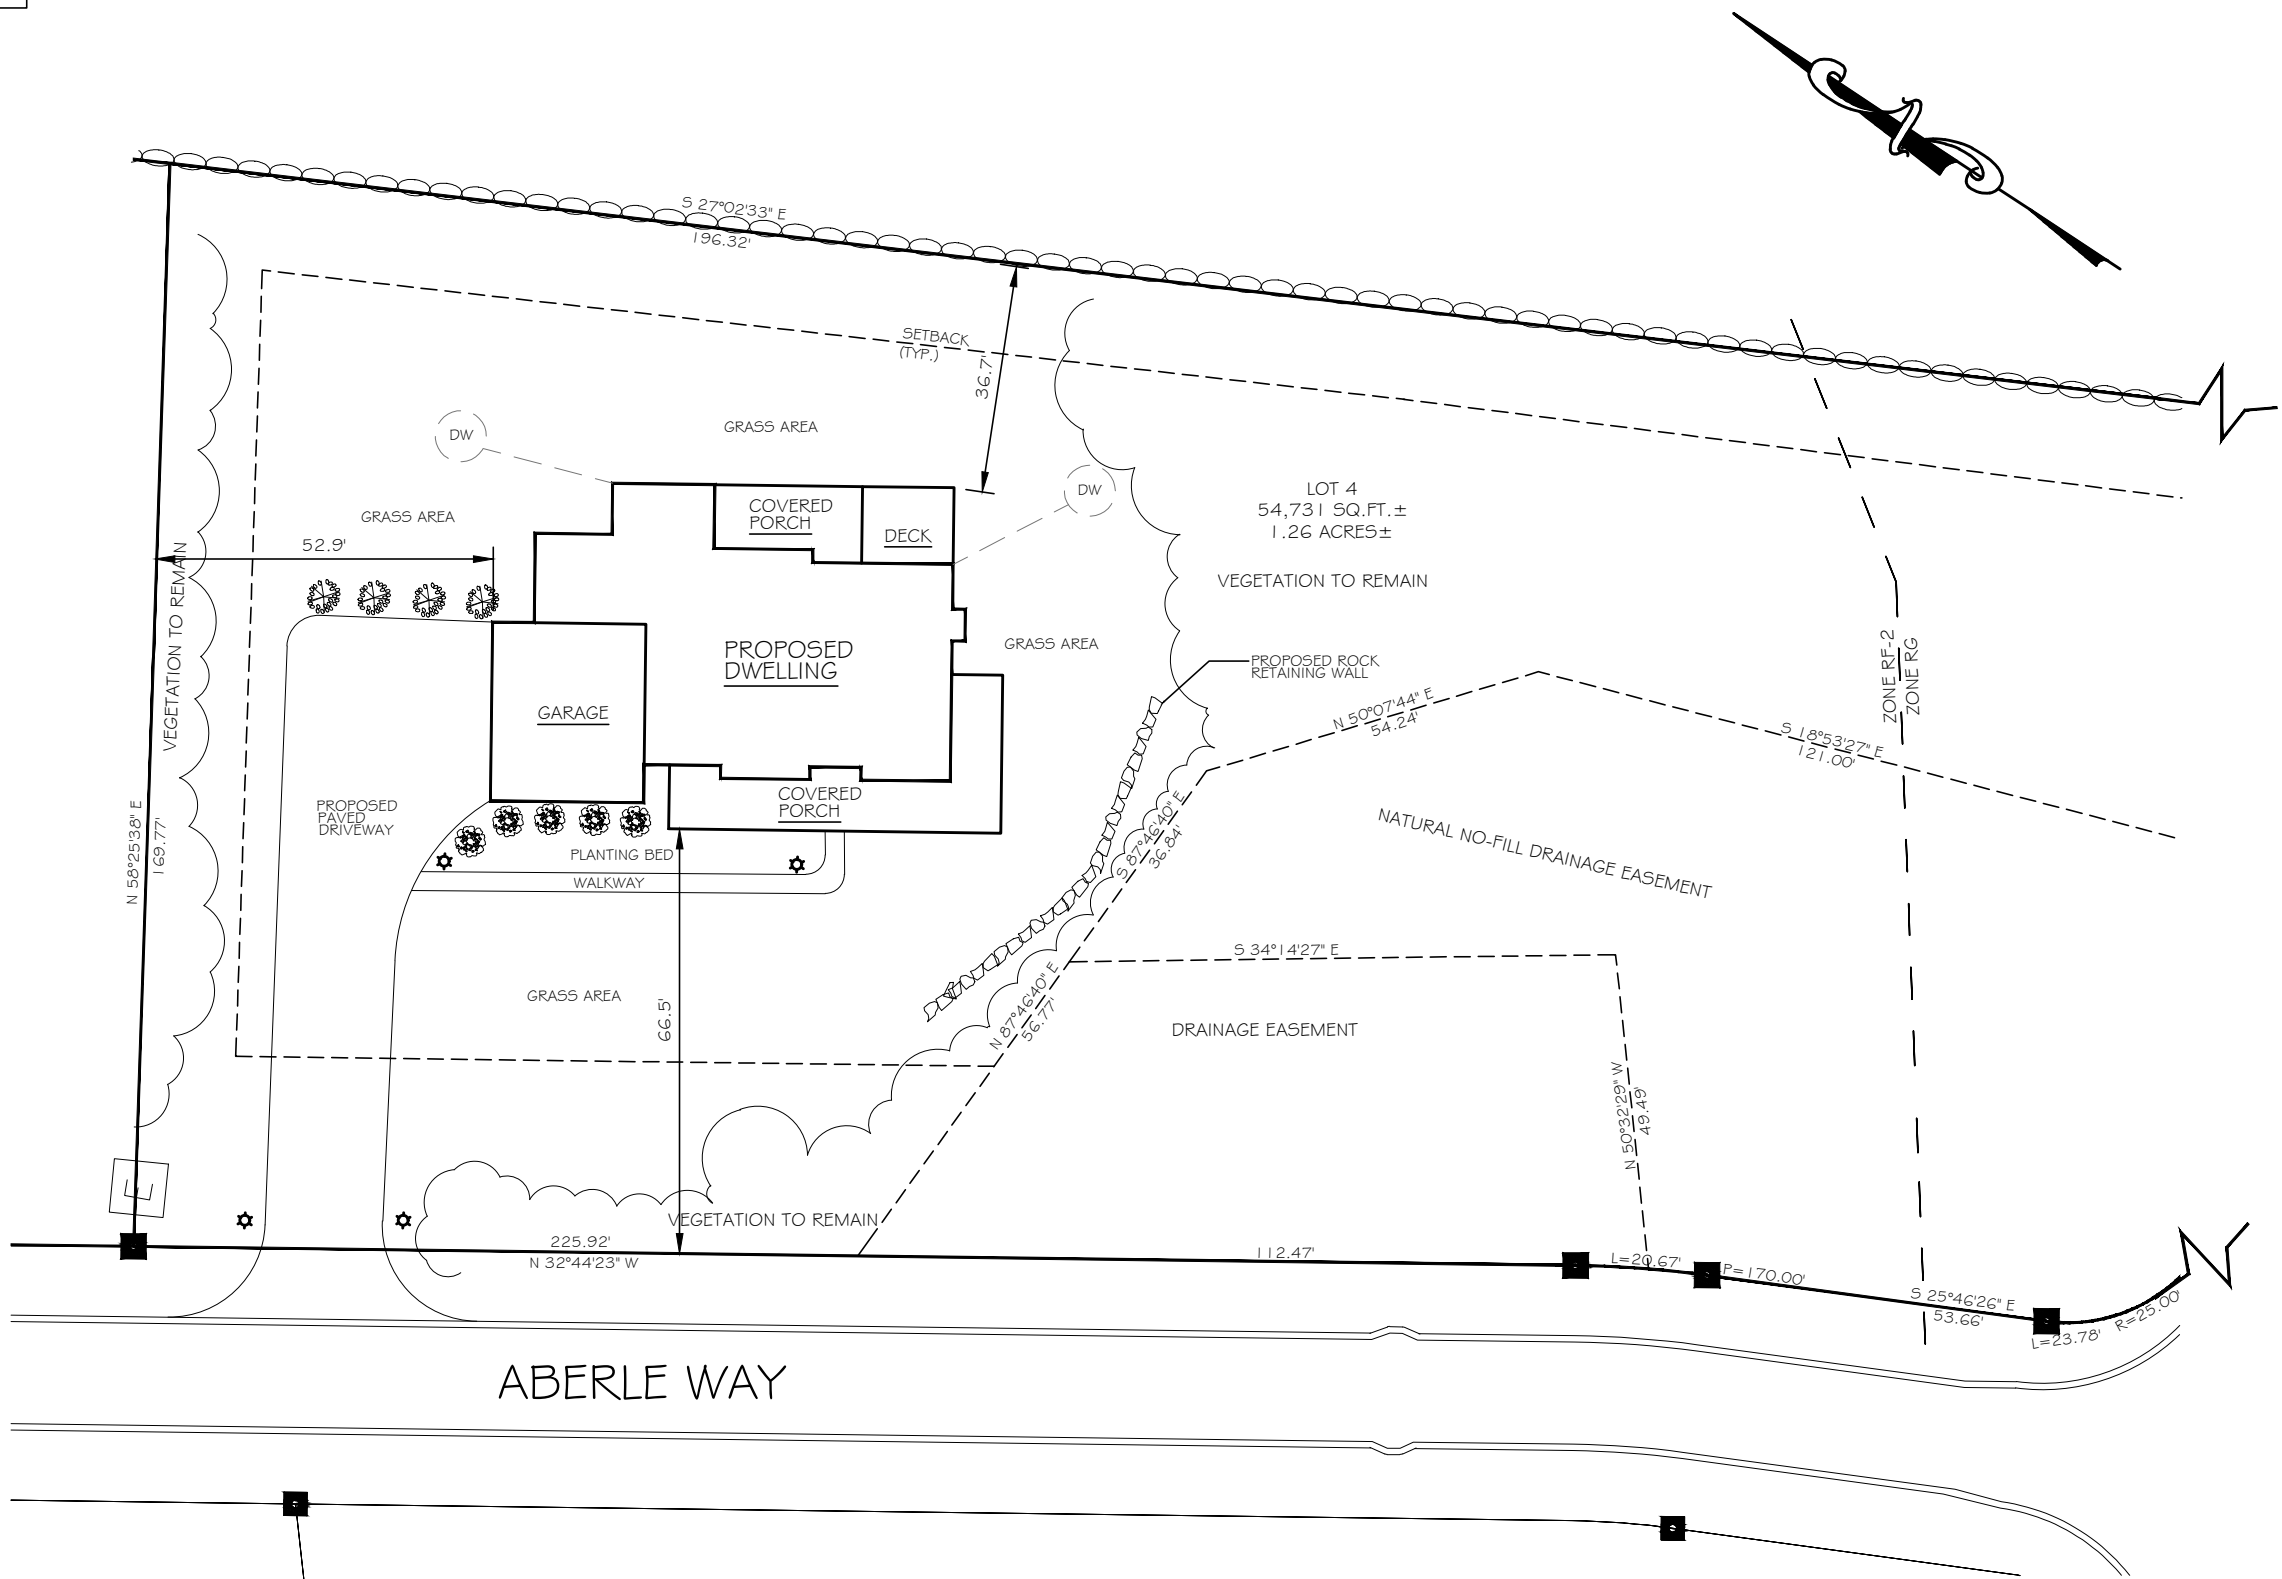 S 27°02'33" E
196.32'
SETBACK
(TYP.)
36.7'
GRASS AREA
DW
DW
LOT 4
54,731 SQ.FT.±
1.26 ACRES±
COVERED
PORCH
DECK
GRASS AREA
52.9'
VEGETATION TO REMAIN
VEGETATION TO REMAIN
PROPOSED
DWELLING
GRASS AREA
PROPOSED ROCK
RETAINING WALL
ZONE RF-2
ZONE RG
GARAGE
N 50°07'44" E
54.24'
S 18°53'27" E
121.00'
COVERED
PORCH
PROPOSED
PAVED
DRIVEWAY
N 58°25'38" E
169.77'
PLANTING BED
WALKWAY
S 87°46'40" E
36.84'
NATURAL NO-FILL DRAINAGE EASEMENT
S 34°14'27" E
GRASS AREA
66.5'
N 87°46'40" E
56.77'
DRAINAGE EASEMENT
N 50°32'29" W
49.49'
E
VEGETATION TO REMAIN
225.92'
N 32°44'23" W
112.47'
L=20.67'
P=170.00'
S 25°46'26" E
53.66'
L=23.78'
R=25.00'
ABERLE WAY